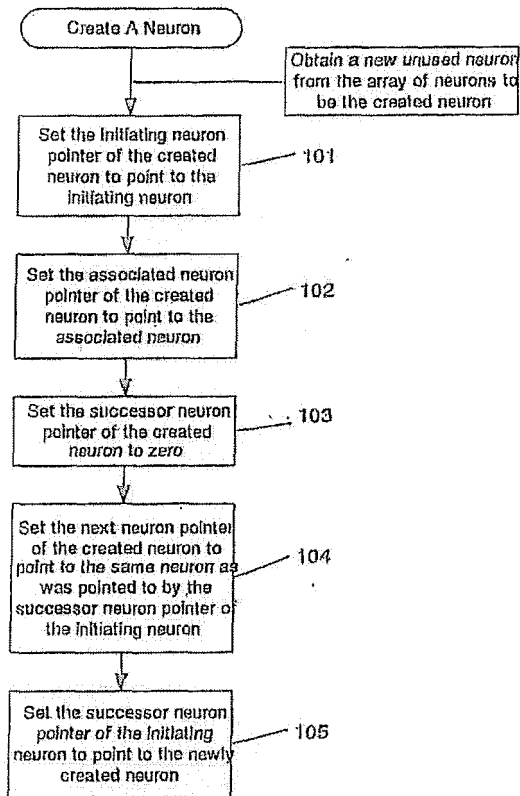 Create A Neuron
Obtain a new unused neuron
from the array of neurons to
be the created neuron
Set the initiating neuron
pointer of the created
neuron to point to the
initiating neuron
101
Set the associated neuron
pointer of the created
neuron to point to the
associated neuron
102
Set the successor neuron
pointer of the created
neuron to zero
103
Set the next neuron pointer
of the created neuron to
point to the same neuron as
was pointed to by the
successor neuron pointer of
the initiating neuron
104
Set the successor neuron
pointer of the initiating
neuron to point to the newly
created neuron
105